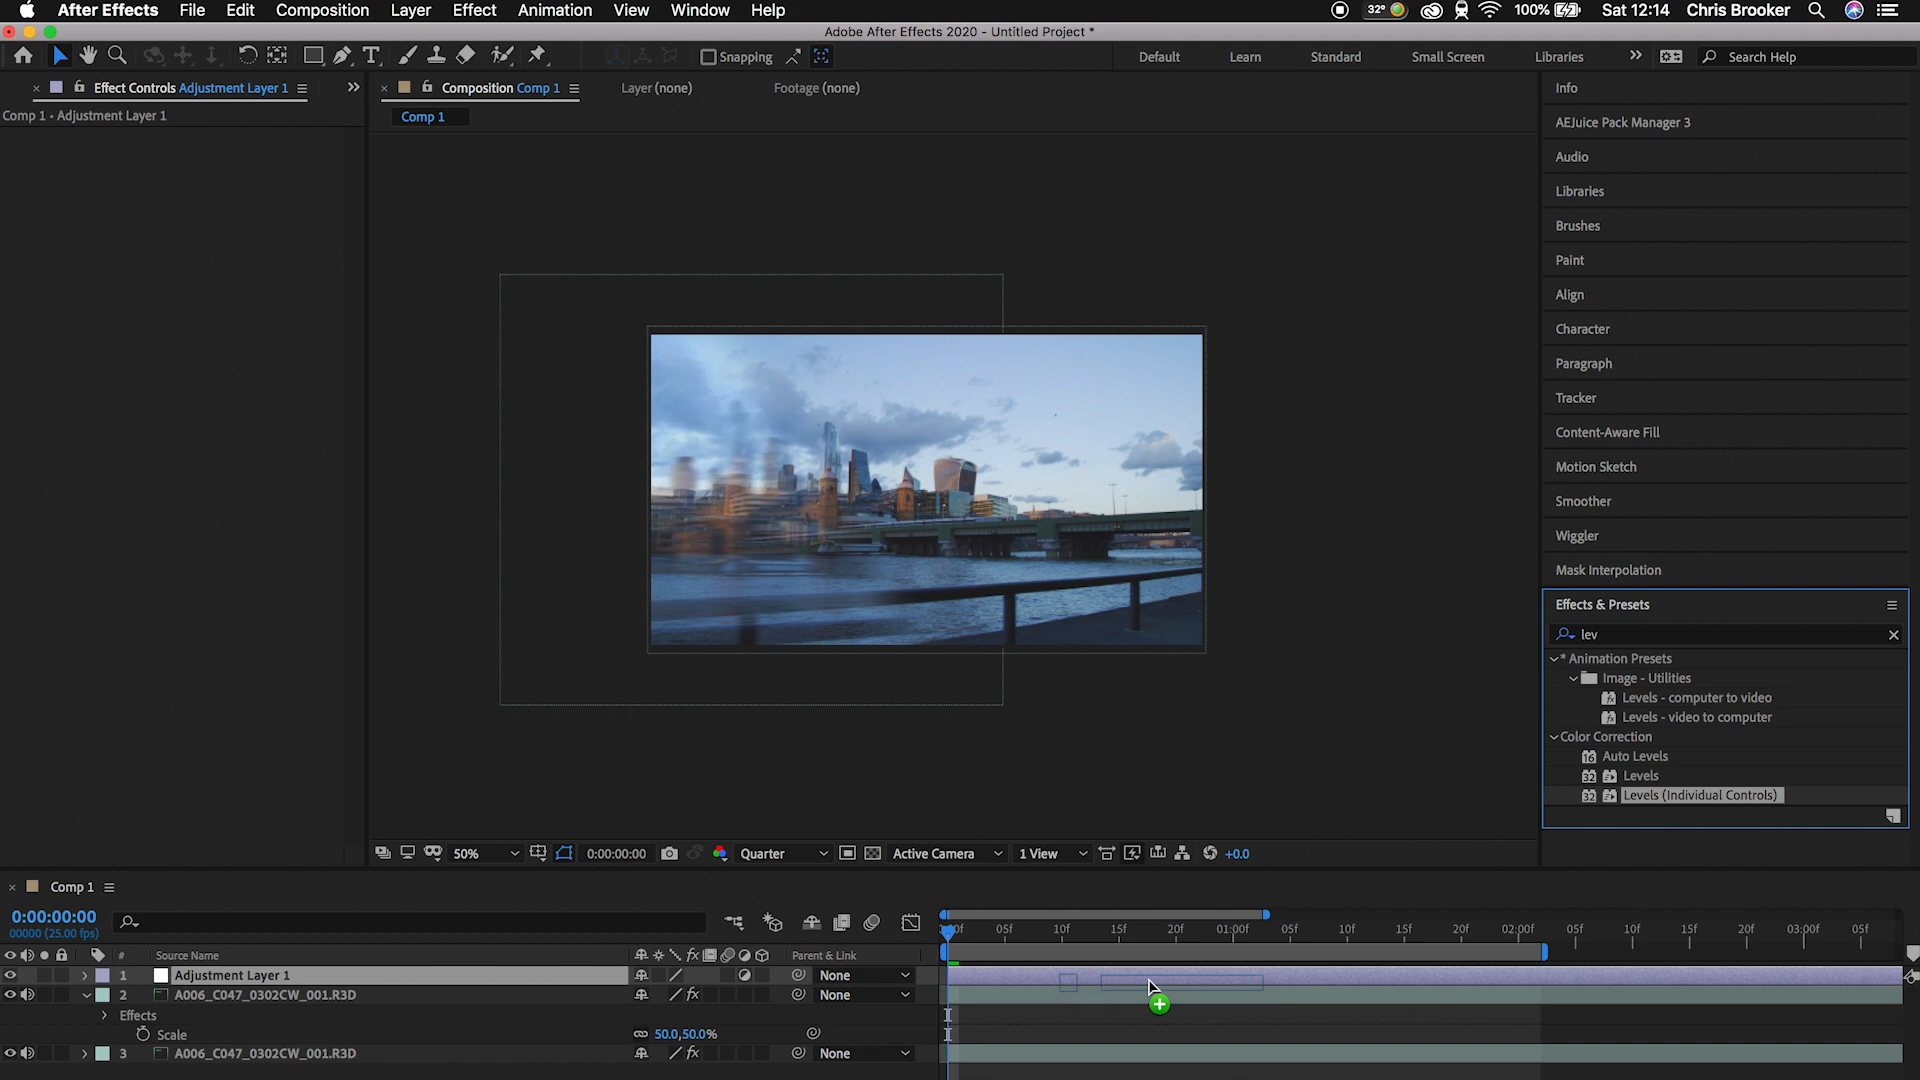 After Effects File Edit Composition Layer Effect Animation View Window Help 32° 100% Sat 12:14 Chris Brooker
Adobe After Effects 2020 - Untitled Project *
Snapping Default Learn Standard Small Screen Libraries Search Help
Effect Controls Adjustment Layer 1 Composition Comp 1 Layer (none) Footage (none)
Comp 1 • Adjustment Layer 1
Comp 1
Info
AEJuice Pack Manager 3
Audio
Libraries
Brushes
Paint
Align
Character
Paragraph
Tracker
Content-Aware Fill
Motion Sketch
Smoother
Wiggler
Mask Interpolation
Effects & Presets
lev
* Animation Presets
Image - Utilities
Levels - computer to video
Levels - video to computer
Color Correction
16 Auto Levels
32 Levels
32 Levels (Individual Controls)
50% 0:00:00:00 Quarter Active Camera 1 View +0.0
Comp 1
0:00:00:00
00000 (25.00 fps)
05f 10f 15f 20f 01:00f 05f 10f 15f 20f 02:00f 05f 10f 15f 20f 03:00f 05f
# Source Name Parent & Link
1 Adjustment Layer 1 None
2 A006_C047_0302CW_001.R3D fx None
Effects
Scale 50.0,50.0%
3 A006_C047_0302CW_001.R3D fx None